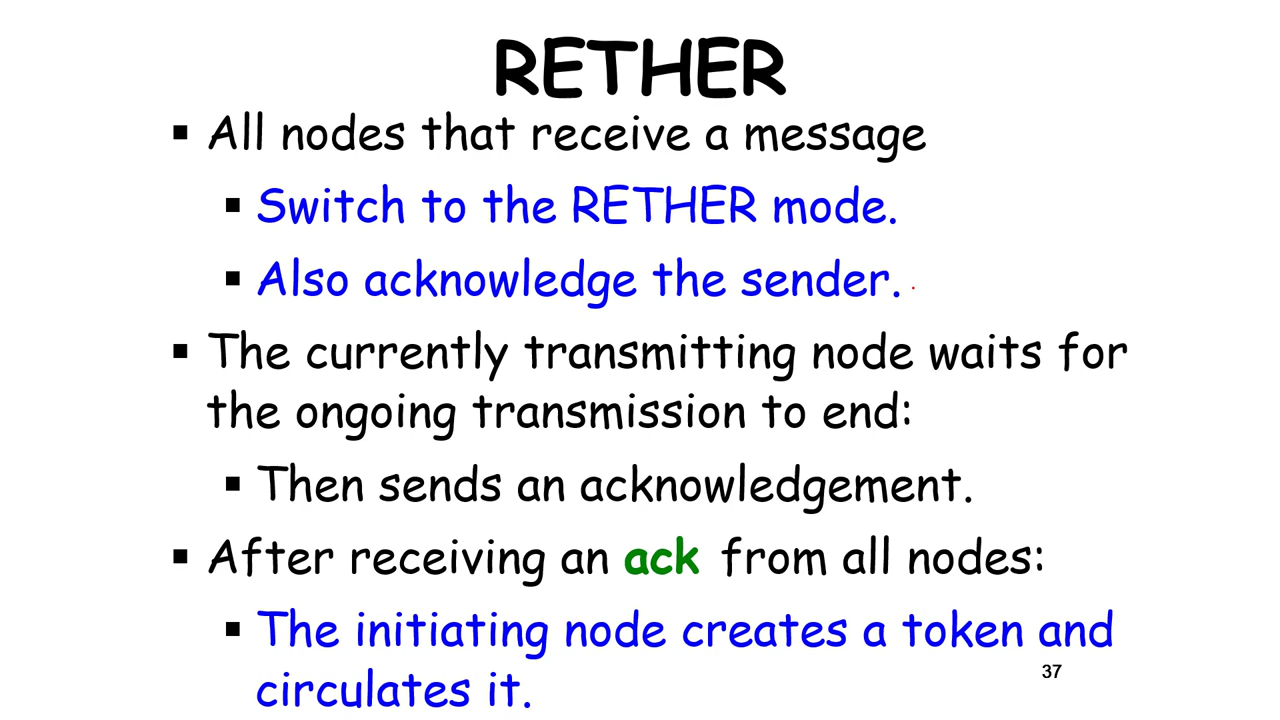 RETHER
▪ All nodes that receive a message
▪ Switch to the RETHER mode.
▪ Also acknowledge the sender.
▪ The currently transmitting node waits for
the ongoing transmission to end:
▪ Then sends an acknowledgement.
▪ After receiving an ack from all nodes:
▪ The initiating node creates a token and
circulates it.
37